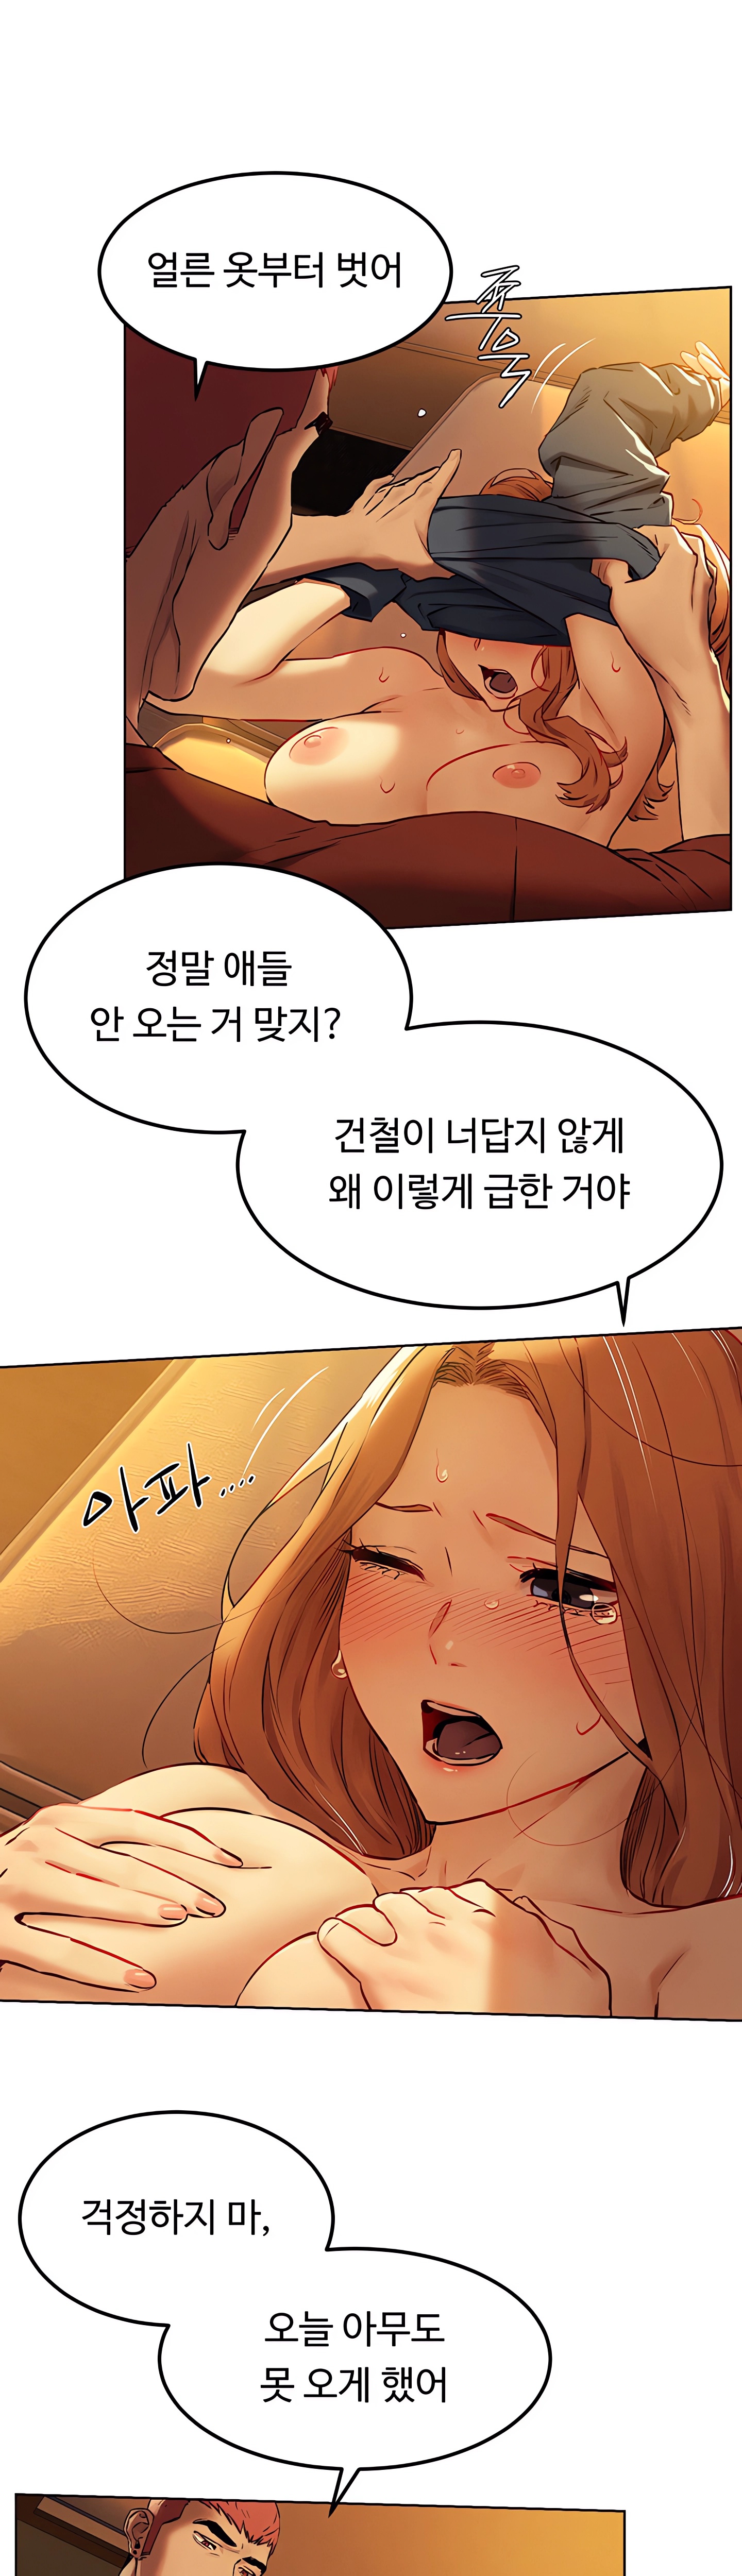 얼른 옷부터 벗어
쥬욱
정말 애들
안 오는 거 맞지?
건철이 너답지 않게
왜 이렇게 급한 거야
아파....
걱정하지 마,
오늘 아무도
못 오게 했어